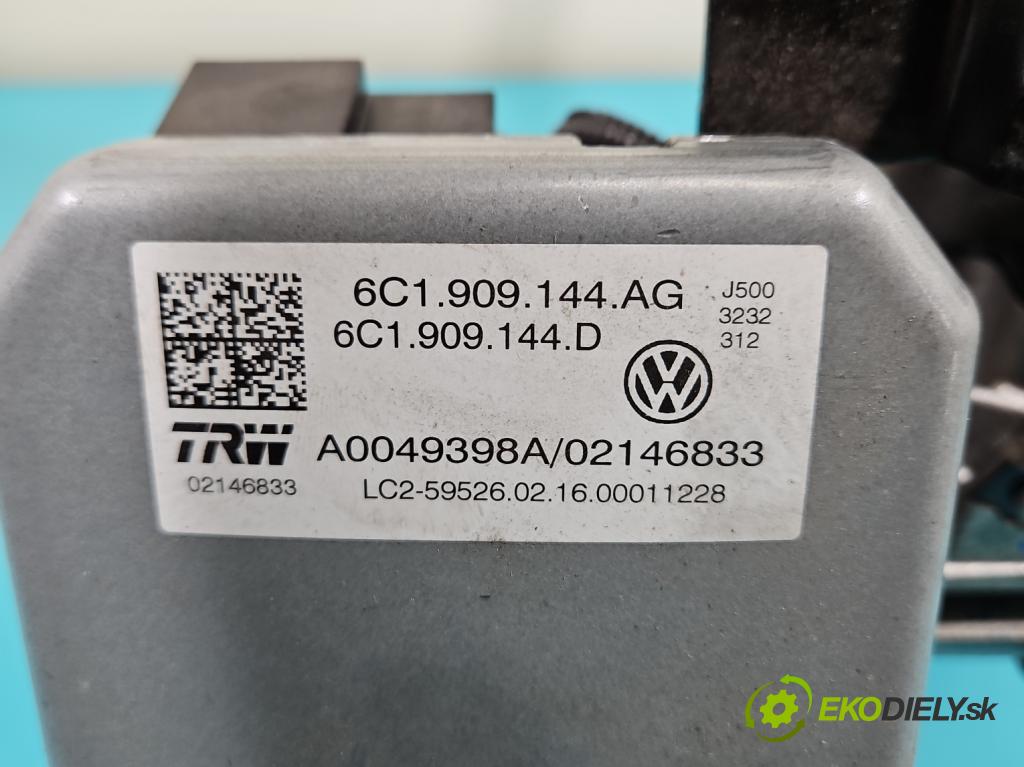 6C1.909.144.AG
6C1.909.144.D
J500
3232
312
TRW A0049398A/02146833
02146833 LC2-59526.02.16.00011228
EKODIELY.sk